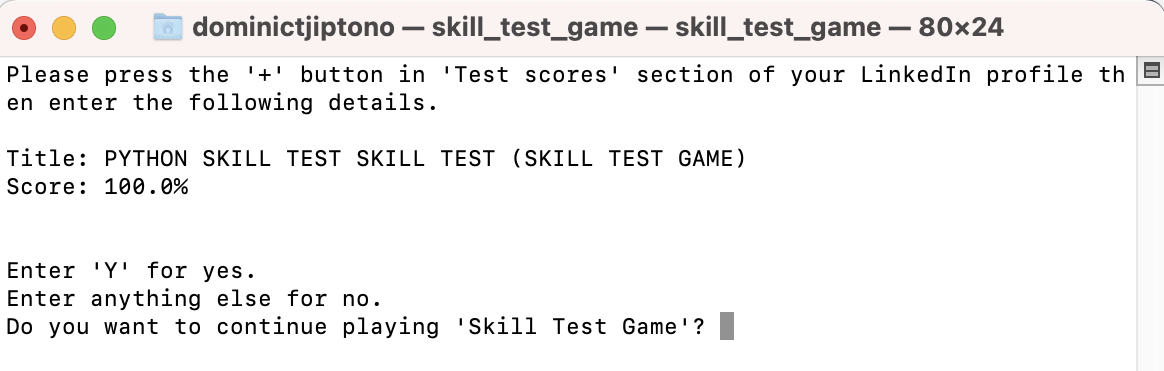 dominictjiptono — skill_test_game — skill_test_game — 80×24
Please press the '+' button in 'Test scores' section of your LinkedIn profile th
en enter the following details.
Title: PYTHON SKILL TEST SKILL TEST (SKILL TEST GAME)
Score: 100.0%
Enter 'Y' for yes.
Enter anything else for no.
Do you want to continue playing 'Skill Test Game'?